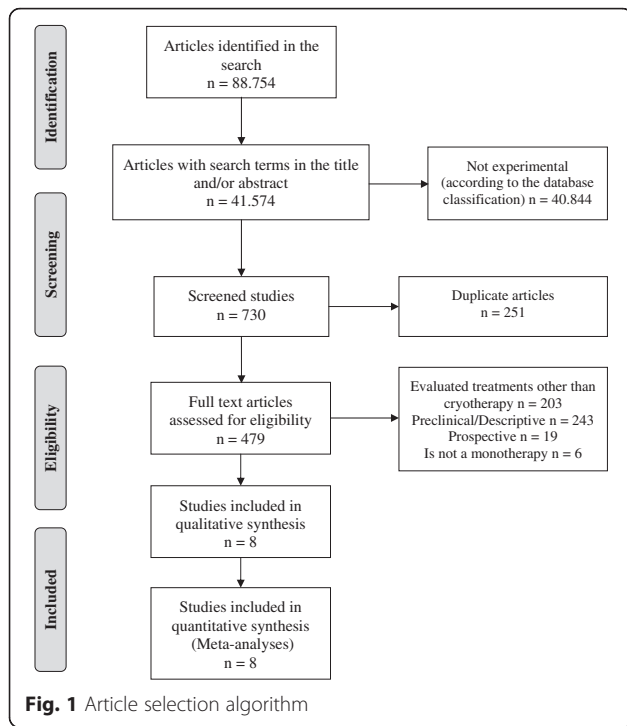 Identification
Articles identified in the
search
n = 88.754
Articles with search terms in the title
and/or abstract
n = 41.574
Not experimental
(according to the database
classification) n = 40.844
Screening
Screened studies
n = 730
Duplicate articles
n = 251
Eligibility
Full text articles
assessed for eligibility
n = 479
Evaluated treatments other than
cryotherapy n = 203
Preclinical/Descriptive n = 243
Prospective n = 19
Is not a monotherapy n = 6
Studies included in
qualitative synthesis
n = 8
Included
Studies included in
quantitative synthesis
(Meta-analyses)
n = 8
Fig. 1 Article selection algorithm